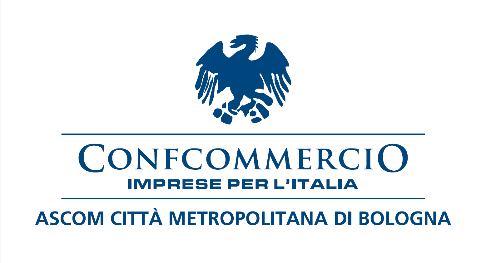 CONFCOMMERCIO
IMPRESE PER L'ITALIA
ASCOM CITTÀ METROPOLITANA DI BOLOGNA